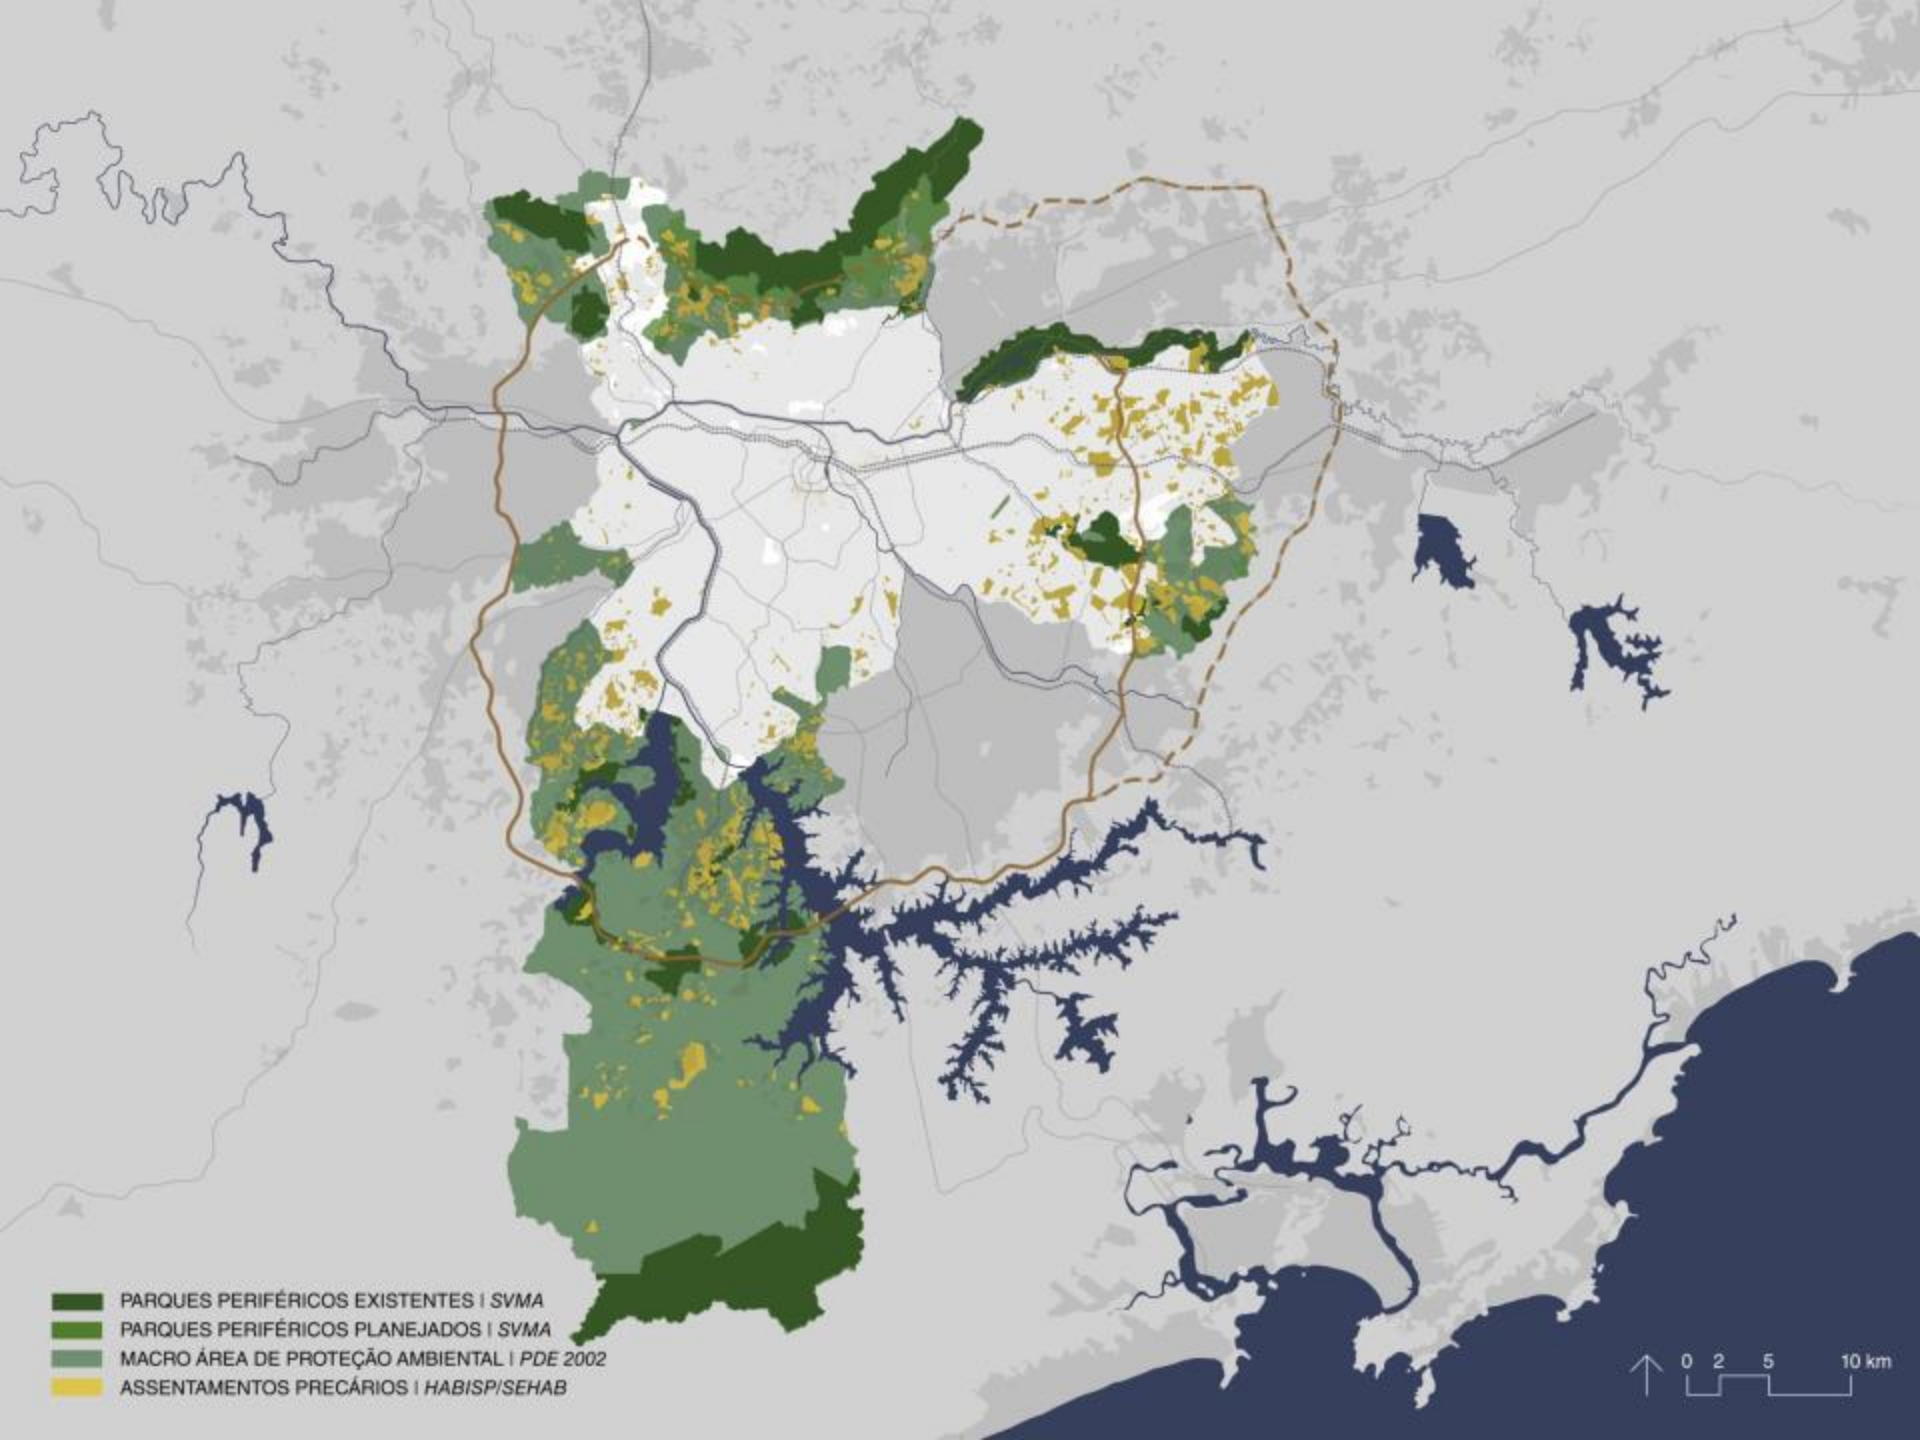 PARQUES PERIFÉRICOS EXISTENTES | SVMA
PARQUES PERIFÉRICOS PLANEJADOS | SVMA
MACRO ÁREA DE PROTEÇÃO AMBIENTAL | PDE 2002
ASSENTAMENTOS PRECÁRIOS | HABISP/SEHAB
0 2 5 10 km